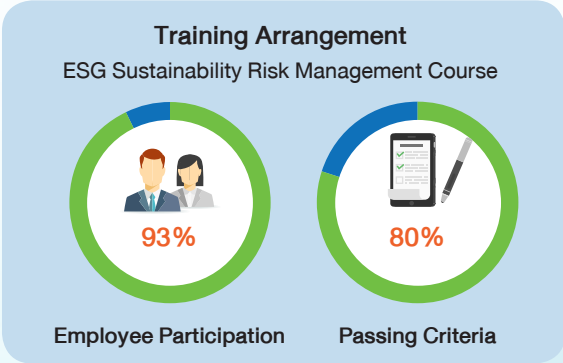 Training Arrangement
ESG Sustainability Risk Management Course
93%
80%
Employee Participation
Passing Criteria